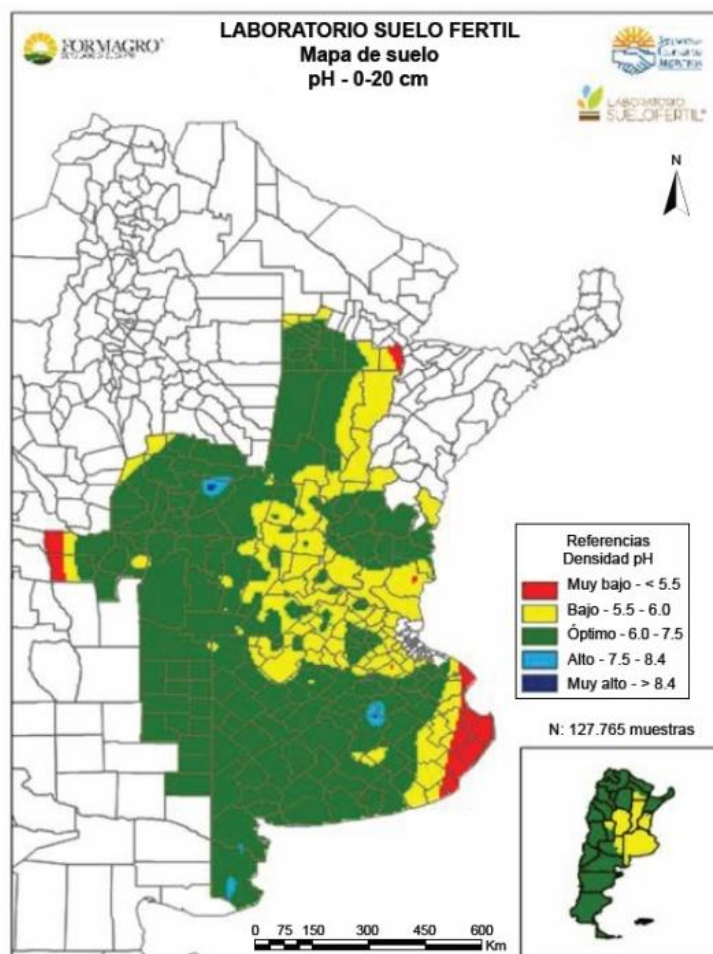 FORMAGRO®
LABORATORIO SUELO FERTIL
Mapa de suelo
pH - 0-20 cm
LABORATORIO
SUELOFERTIL®
N
Referencias
Densidad pH
Muy bajo - < 5.5
Bajo - 5.5 - 6.0
Óptimo - 6.0 - 7.5
Alto - 7.5 - 8.4
Muy alto - > 8.4
N: 127.765 muestras
0 75 150 300 450 600
Km